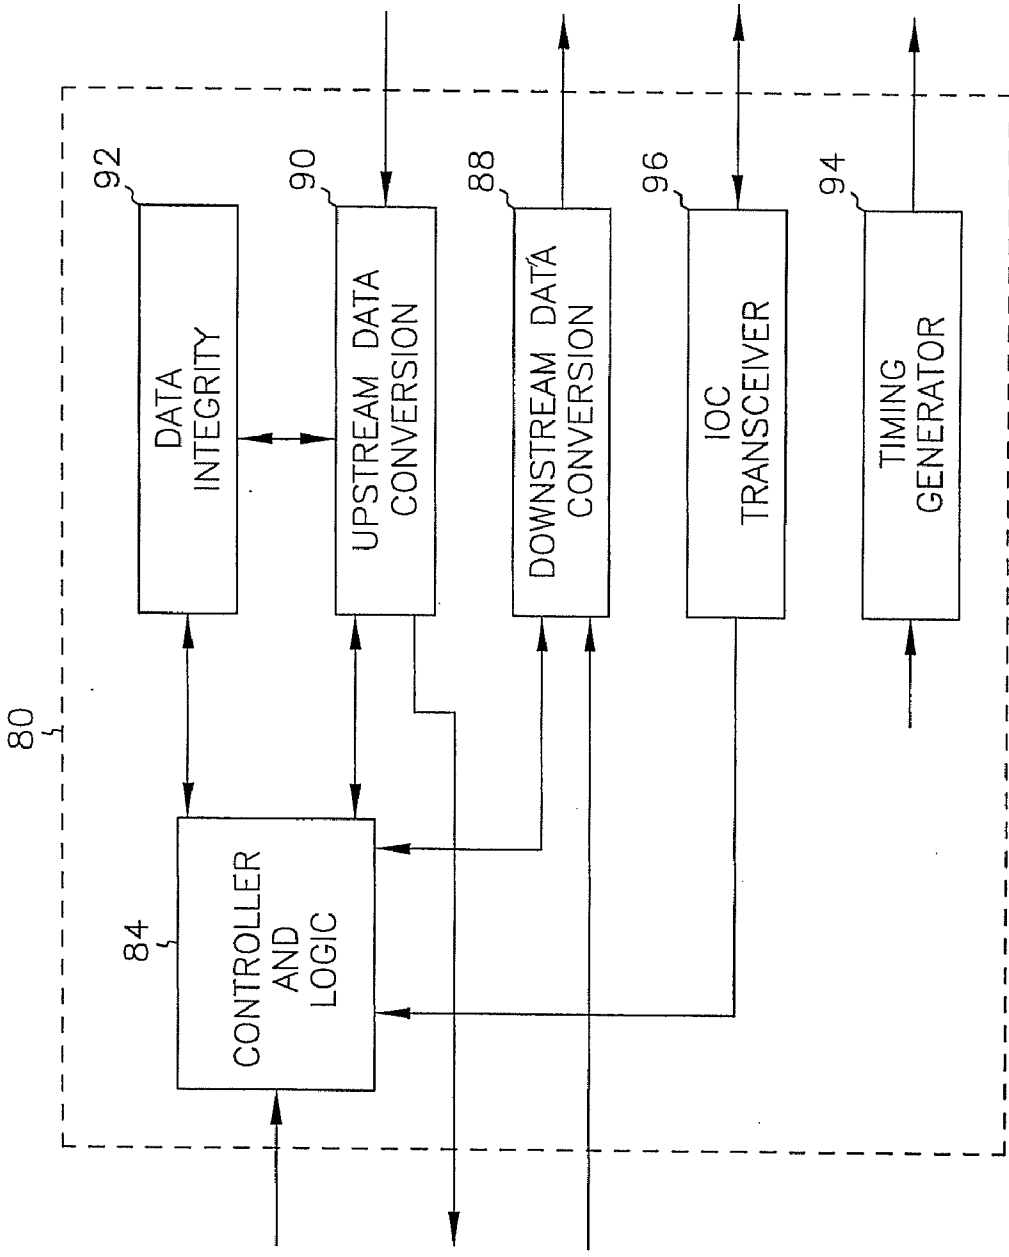 80
84
CONTROLLER
AND
LOGIC
92
DATA
INTEGRITY
90
UPSTREAM DATA
CONVERSION
88
DOWNSTREAM DATA
CONVERSION
96
IOC
TRANSCEIVER
94
TIMING
GENERATOR